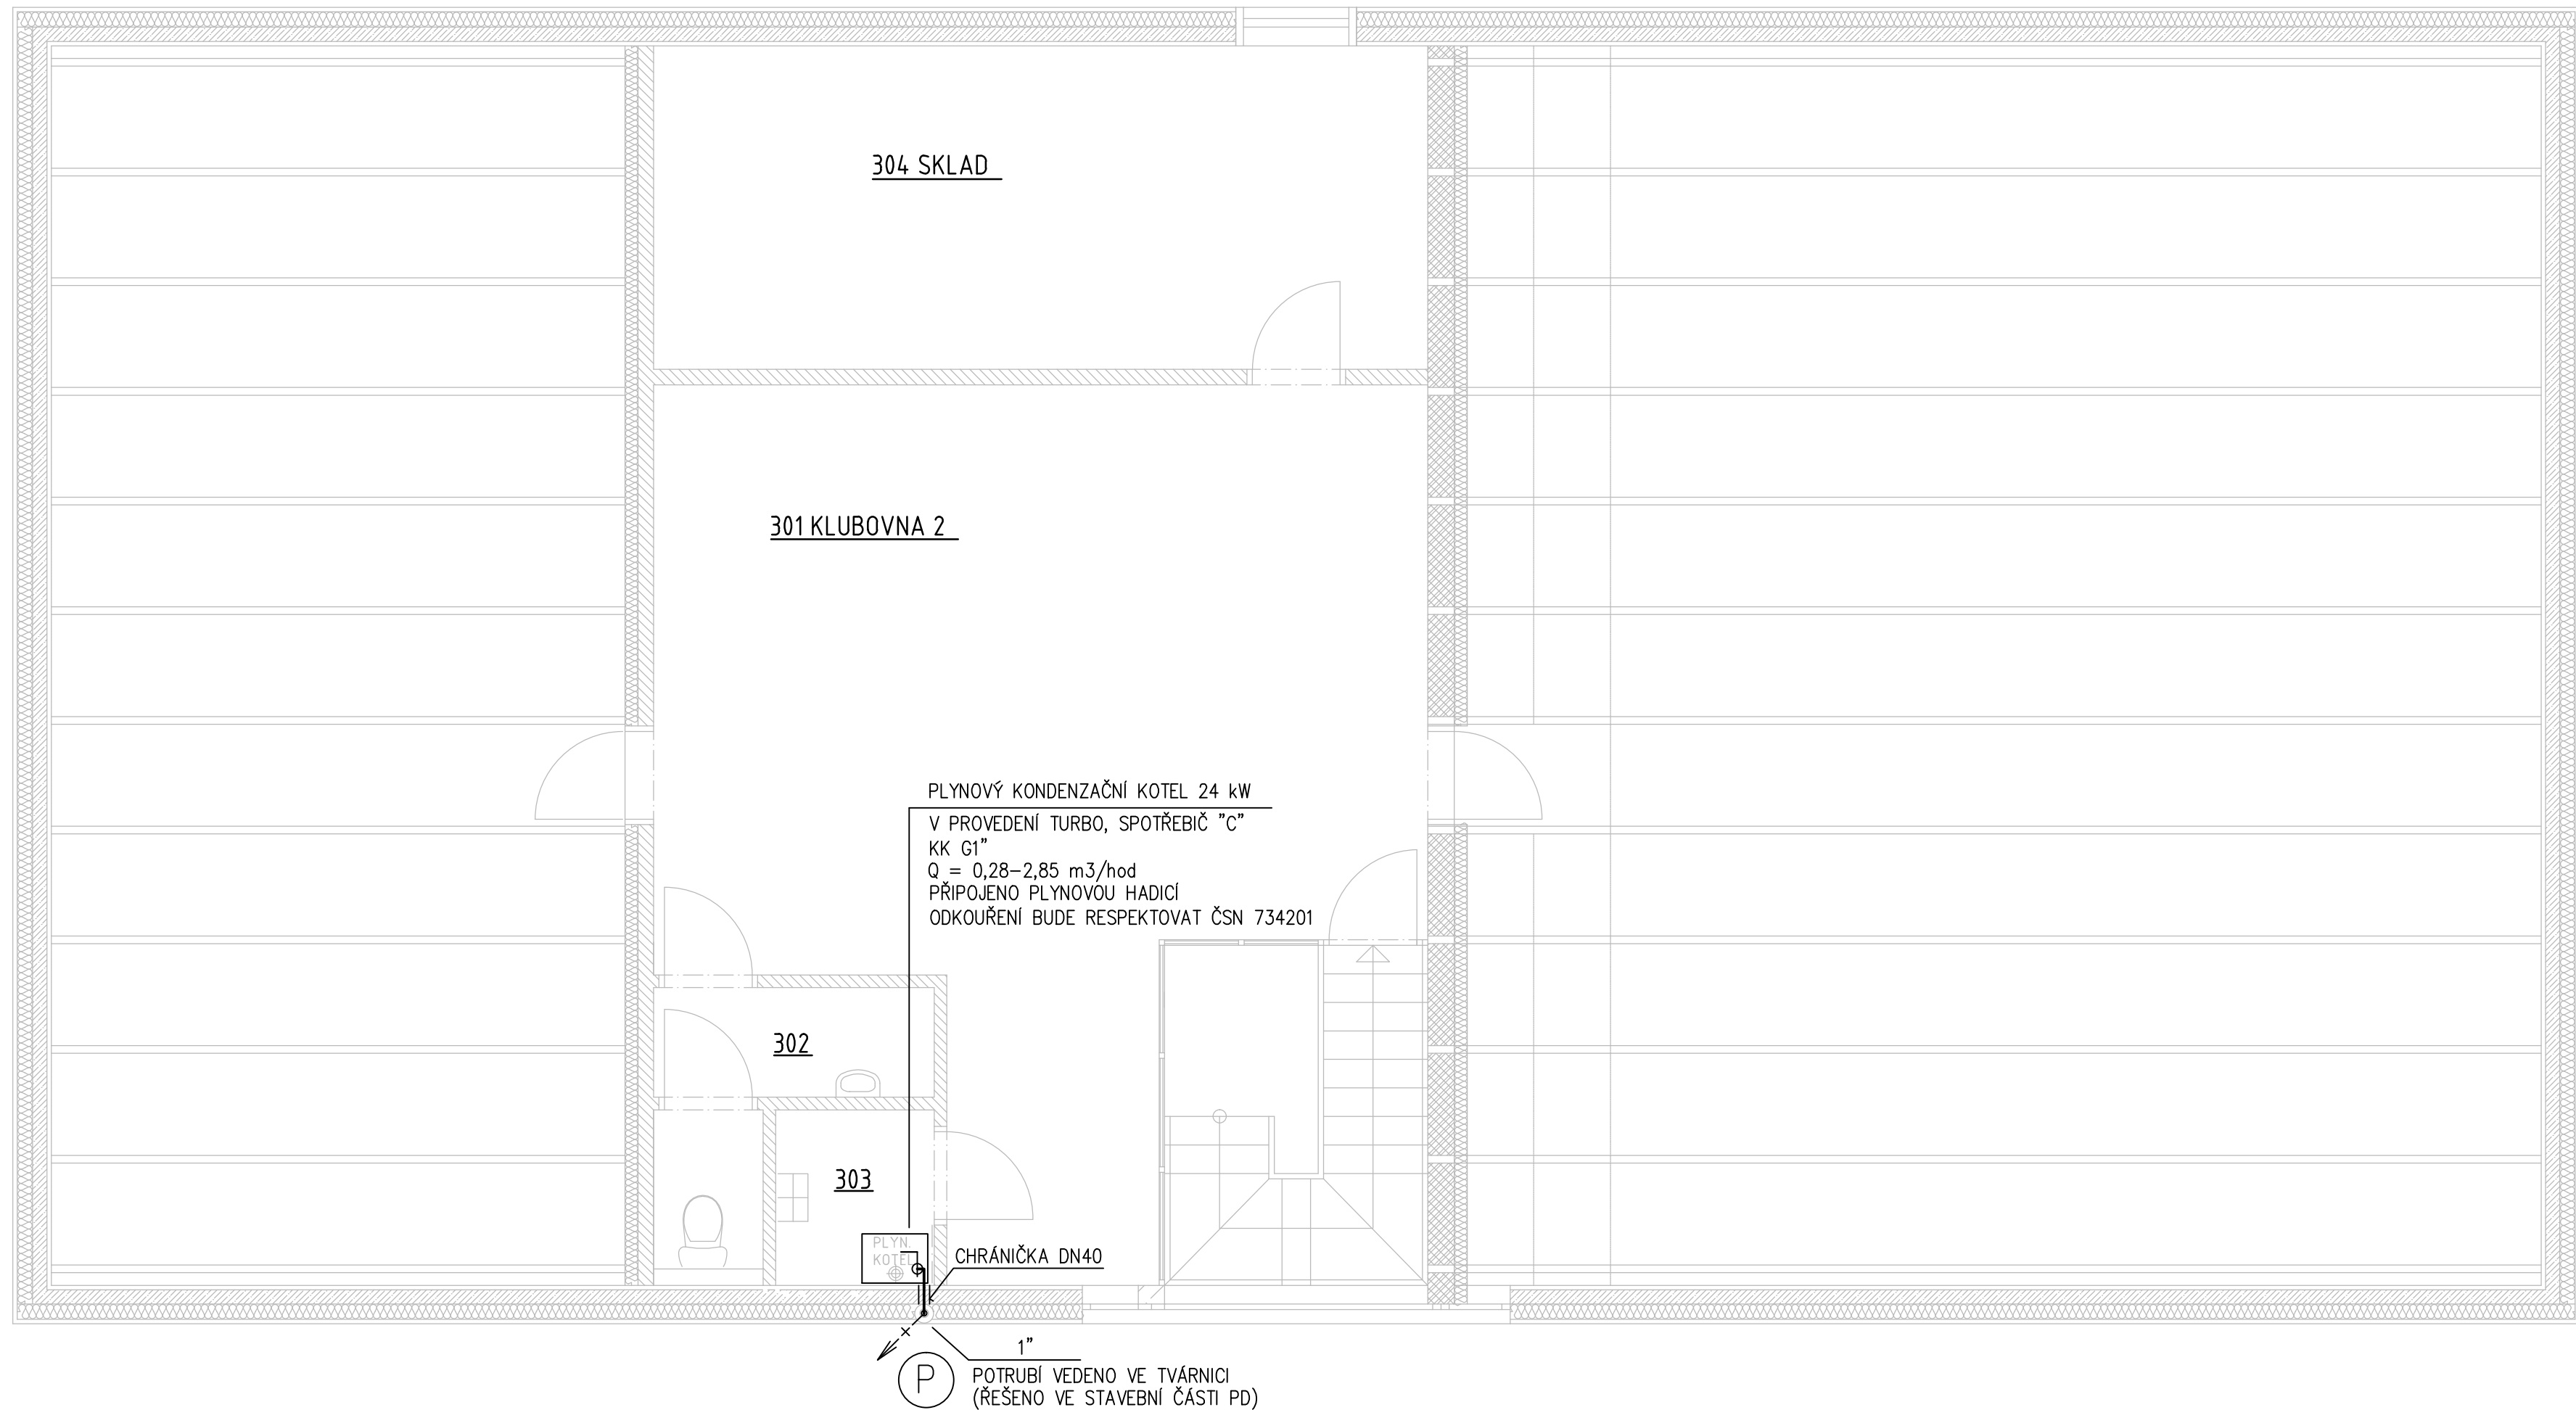 304 SKLAD
301 KLUBOVNA 2
PLYNOVÝ KONDENZAČNÍ KOTEL 24 kW
V PROVEDENÍ TURBO, SPOTŘEBIČ "C"
KK G1"
Q = 0,28-2,85 m3/hod
PŘIPOJENO PLYNOVOU HADICÍ
ODKOUŘENÍ BUDE RESPEKTOVAT ČSN 734201
302
303
PLYN.
KOTEL
CHRÁNIČKA DN40
1"
P
POTRUBÍ VEDENO VE TVÁRNICI
(ŘEŠENO VE STAVEBNÍ ČÁSTI PD)